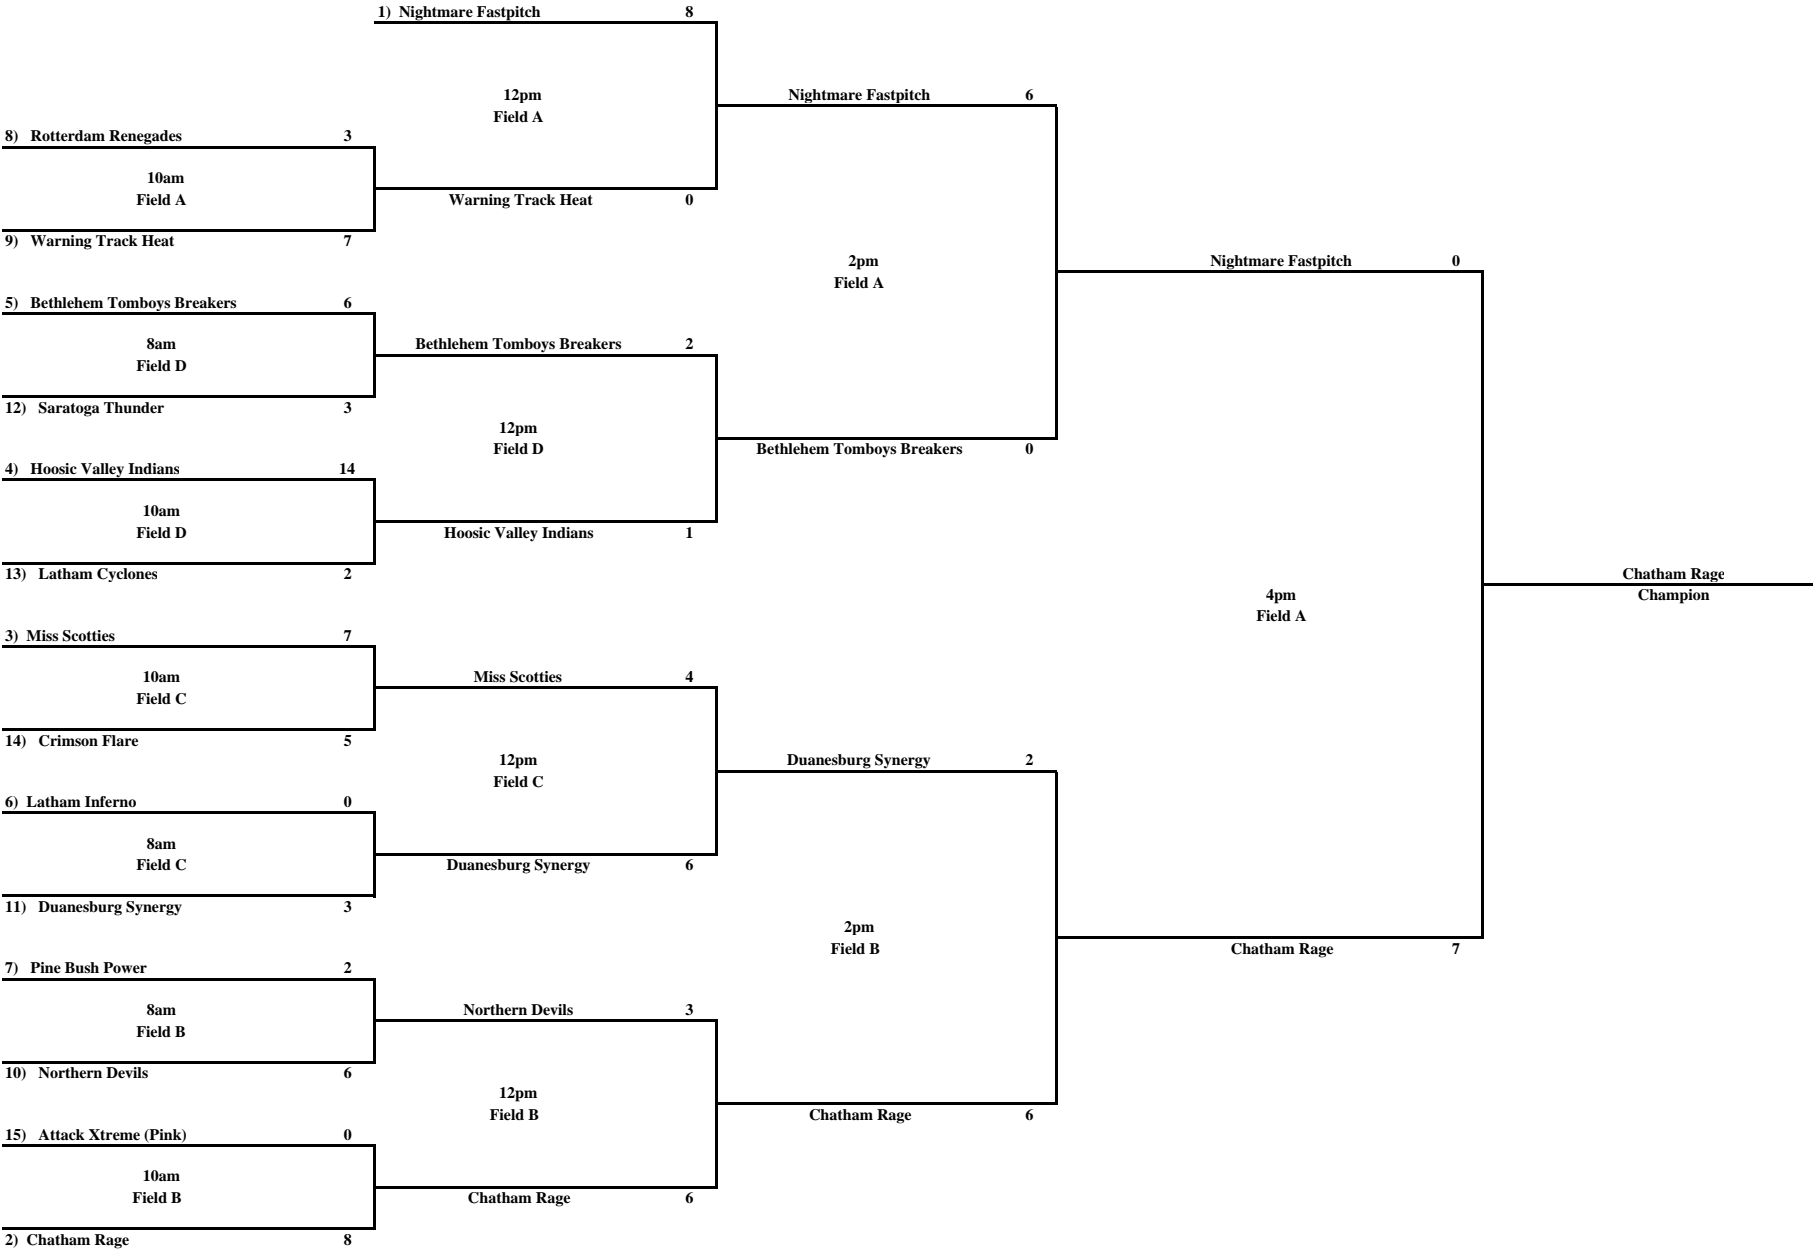 1) Nightmare Fastpitch 8
12pm
Field A
Nightmare Fastpitch 6
8) Rotterdam Renegades 3
10am
Field A
Warning Track Heat 0
9) Warning Track Heat 7
2pm
Field A
Nightmare Fastpitch 0
5) Bethlehem Tomboys Breakers 6
8am
Field D
Bethlehem Tomboys Breakers 2
12) Saratoga Thunder 3
12pm
Field D
Bethlehem Tomboys Breakers 0
4) Hoosic Valley Indians 14
10am
Field D
Hoosic Valley Indians 1
13) Latham Cyclones 2
4pm
Field A
Chatham Rage
Champion
3) Miss Scotties 7
10am
Field C
Miss Scotties 4
14) Crimson Flare 5
12pm
Field C
Duanesburg Synergy 2
6) Latham Inferno 0
8am
Field C
Duanesburg Synergy 6
11) Duanesburg Synergy 3
2pm
Field B
Chatham Rage 7
7) Pine Bush Power 2
8am
Field B
Northern Devils 3
10) Northern Devils 6
12pm
Field B
Chatham Rage 6
15) Attack Xtreme (Pink) 0
10am
Field B
Chatham Rage 6
2) Chatham Rage 8